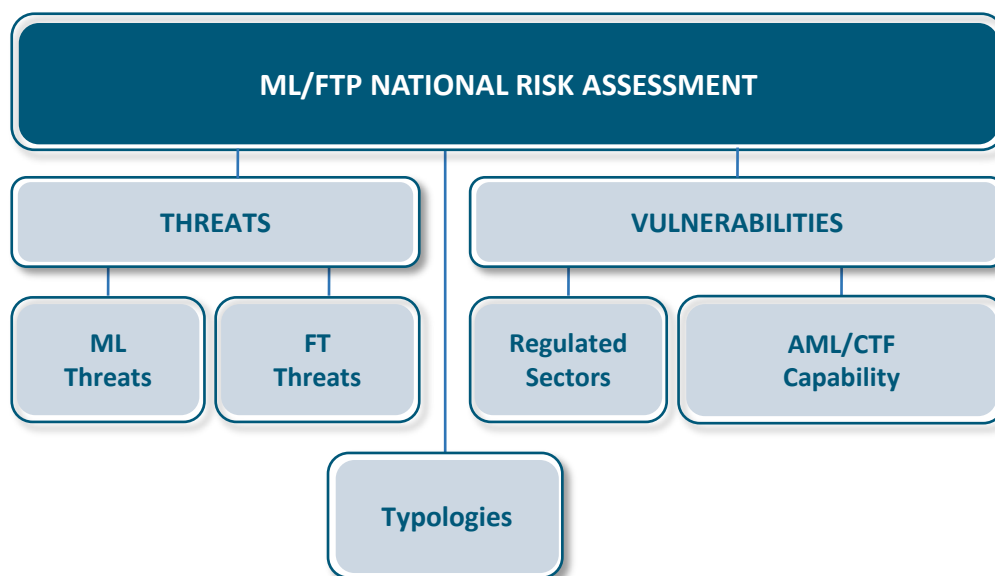 ML/FTP NATIONAL RISK ASSESSMENT
THREATS
VULNERABILITIES
ML
Threats
FT
Threats
Regulated
Sectors
AML/CTF
Capability
Typologies